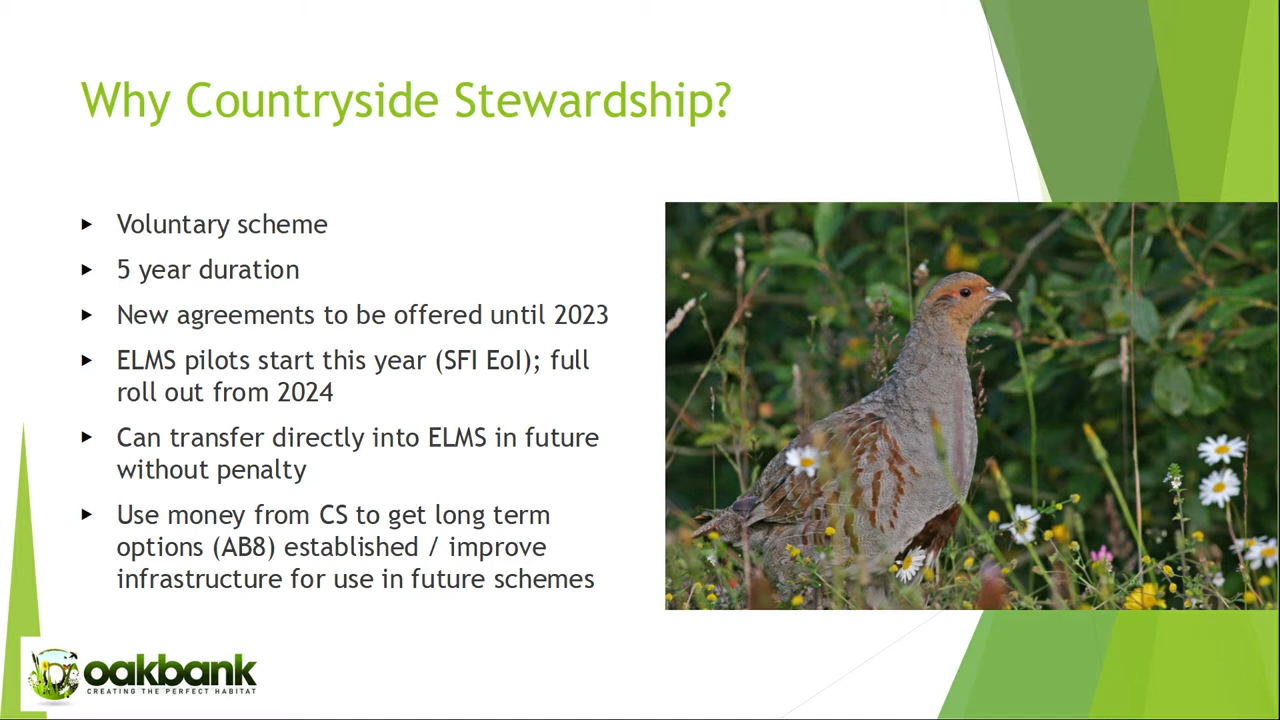 Why Countryside Stewardship?
Voluntary scheme
5 year duration
New agreements to be offered until 2023
ELMS pilots start this year (SFI EoI); full
roll out from 2024
Can transfer directly into ELMS in future
without penalty
Use money from CS to get long term
options (AB8) established / improve
infrastructure for use in future schemes
oakbank
CREATING THE PERFECT HABITAT